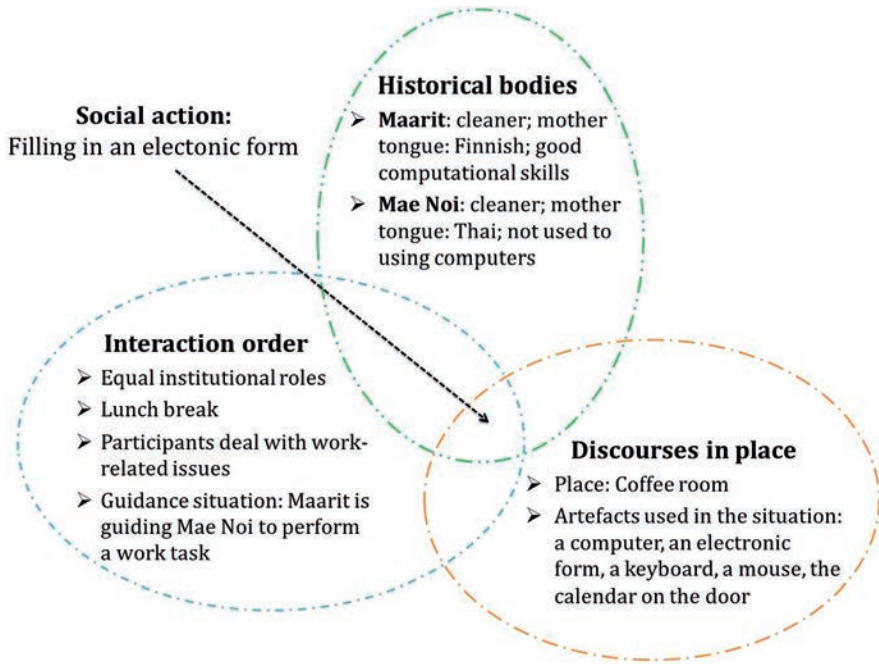 Social action:
Filling in an electonic form
Historical bodies
➢ Maarit: cleaner; mother
tongue: Finnish; good
computational skills
➢ Mae Noi: cleaner; mother
tongue: Thai; not used to
using computers
Interaction order
➢ Equal institutional roles
➢ Lunch break
➢ Participants deal with work-
related issues
➢ Guidance situation: Maarit is
guiding Mae Noi to perform
a work task
Discourses in place
➢ Place: Coffee room
➢ Artefacts used in the situation:
a computer, an electronic
form, a keyboard, a mouse, the
calendar on the door